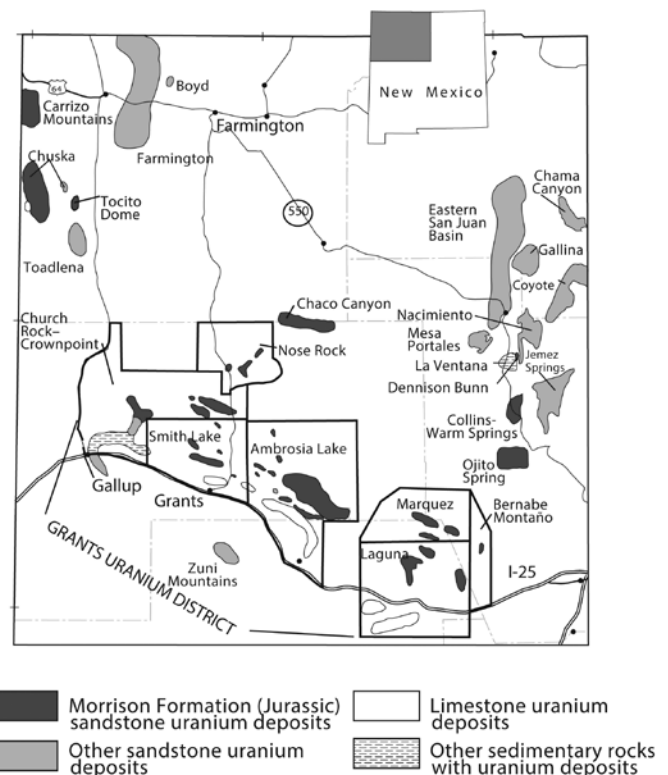 New Mexico
64
Boyd
Carrizo
Mountains
Farmington
Farmington
Chuska
Tocito
Dome
Toadlena
550
Eastern
San Juan
Basin
Chama
Canyon
Gallina
Coyote
Church
Rock–
Crownpoint
Chaco Canyon
Nose Rock
Nacimiento
Mesa
Portales
La Ventana
Jemez
Springs
Dennison Bunn
Collins-
Warm Springs
Smith Lake
Ambrosia Lake
Ojito
Spring
Gallup
Grants
Marquez
Bernabe
Montaño
Laguna
I-25
Zuni
Mountains
GRANTS URANIUM DISTRICT
Morrison Formation (Jurassic)
sandstone uranium deposits
Limestone uranium
deposits
Other sandstone uranium
deposits
Other sedimentary rocks
with uranium deposits